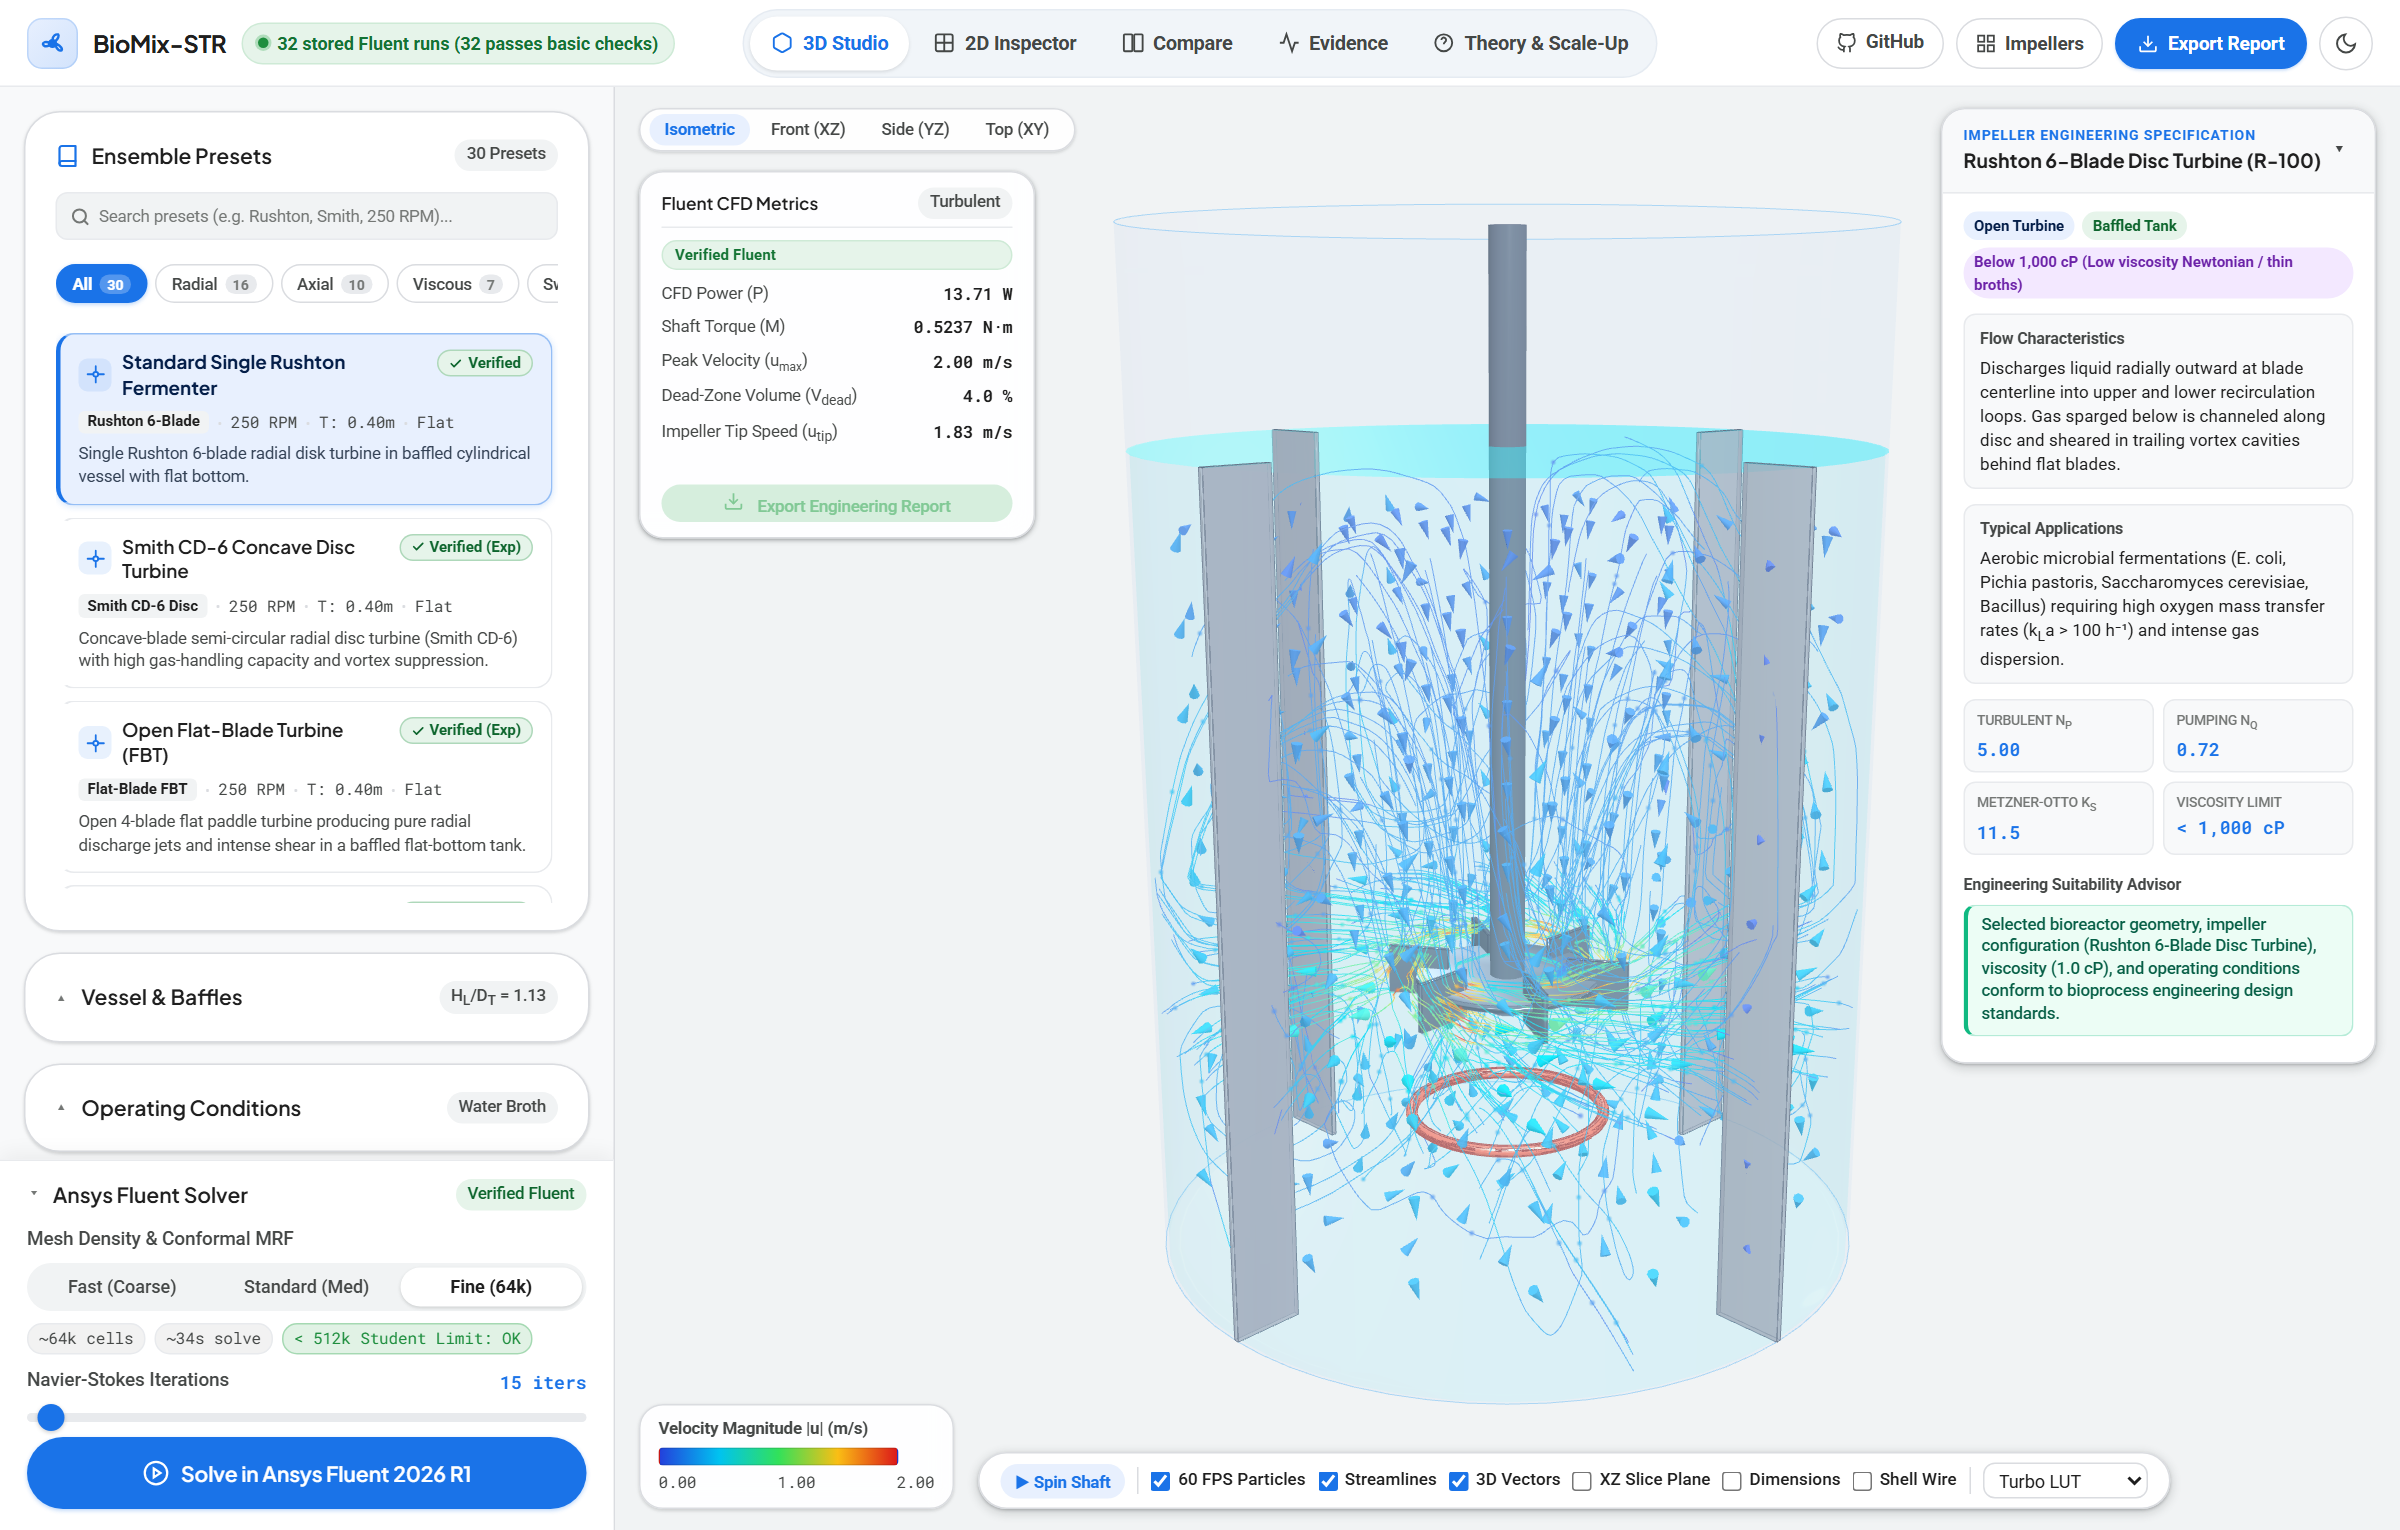 BioMix-STR
32 stored Fluent runs (32 passes basic checks)
3D Studio
2D Inspector
Compare
Evidence
Theory & Scale-Up
GitHub
Impellers
Export Report
Ensemble Presets
30 Presets
Search presets (e.g. Rushton, Smith, 250 RPM)...
All 30
Radial 16
Axial 10
Viscous 7
Standard Single Rushton
Fermenter
Verified
Rushton 6-Blade · 250 RPM · T: 0.40m · Flat
Single Rushton 6-blade radial disk turbine in baffled cylindrical
vessel with flat bottom.
Smith CD-6 Concave Disc
Turbine
Verified (Exp)
Smith CD-6 Disc · 250 RPM · T: 0.40m · Flat
Concave-blade semi-circular radial disc turbine (Smith CD-6)
with high gas-handling capacity and vortex suppression.
Open Flat-Blade Turbine
(FBT)
Verified (Exp)
Flat-Blade FBT · 250 RPM · T: 0.40m · Flat
Open 4-blade flat paddle turbine producing pure radial
discharge jets and intense shear in a baffled flat-bottom tank.
Vessel & Baffles
HL/DT = 1.13
Operating Conditions
Water Broth
Ansys Fluent Solver
Verified Fluent
Mesh Density & Conformal MRF
Fast (Coarse)
Standard (Med)
Fine (64k)
~64k cells
~34s solve
< 512k Student Limit: OK
Navier-Stokes Iterations
15 iters
Solve in Ansys Fluent 2026 R1
Isometric
Front (XZ)
Side (YZ)
Top (XY)
Fluent CFD Metrics
Turbulent
Verified Fluent
CFD Power (P) 13.71 W
Shaft Torque (M) 0.5237 N·m
Peak Velocity (umax) 2.00 m/s
Dead-Zone Volume (Vdead) 4.0 %
Impeller Tip Speed (utip) 1.83 m/s
Export Engineering Report
Velocity Magnitude |u| (m/s)
0.00 1.00 2.00
Spin Shaft
60 FPS Particles
Streamlines
3D Vectors
XZ Slice Plane
Dimensions
Shell Wire
Turbo LUT
IMPELLER ENGINEERING SPECIFICATION
Rushton 6-Blade Disc Turbine (R-100)
Open Turbine
Baffled Tank
Below 1,000 cP (Low viscosity Newtonian / thin
broths)
Flow Characteristics
Discharges liquid radially outward at blade
centerline into upper and lower recirculation
loops. Gas sparged below is channeled along
disc and sheared in trailing vortex cavities
behind flat blades.
Typical Applications
Aerobic microbial fermentations (E. coli,
Pichia pastoris, Saccharomyces cerevisiae,
Bacillus) requiring high oxygen mass transfer
rates (kLa > 100 h⁻¹) and intense gas
dispersion.
TURBULENT NP
5.00
PUMPING NQ
0.72
METZNER-OTTO KS
11.5
VISCOSITY LIMIT
< 1,000 cP
Engineering Suitability Advisor
Selected bioreactor geometry, impeller
configuration (Rushton 6-Blade Disc Turbine),
viscosity (1.0 cP), and operating conditions
conform to bioprocess engineering design
standards.